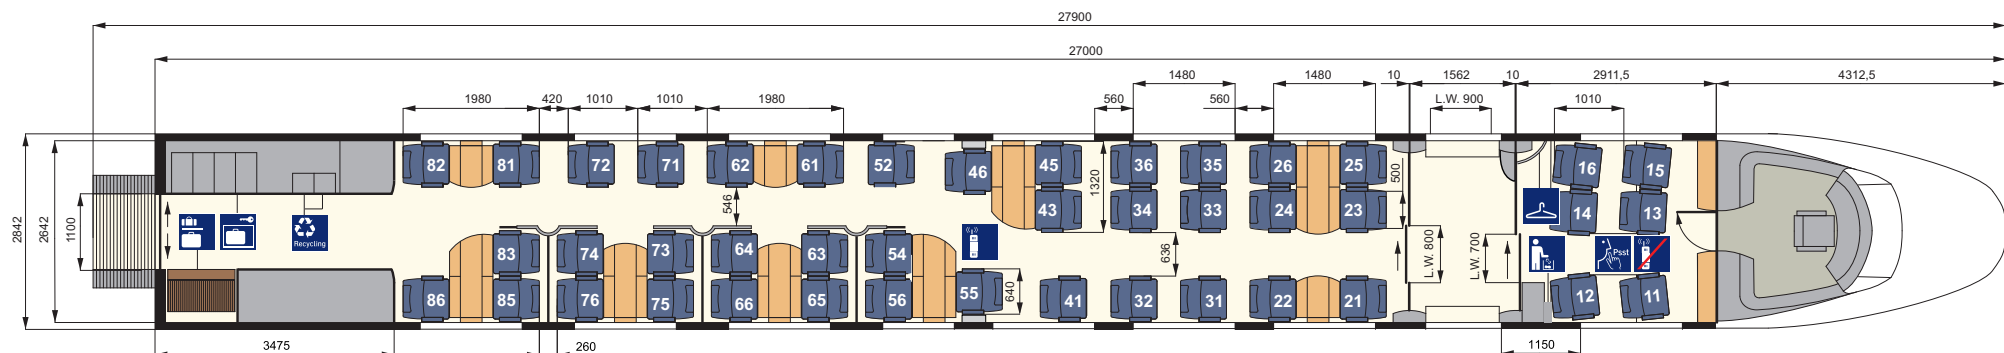 27900
27000
1480 1480 10 1562 10 2911,5 4312,5
1980 420 1010 1010 1980 560 560 L.W. 900 1010
82 81 72 71 62 61 52 46 45 36 35 26 25 16 15
43 34 33 24 23 14 13
2842 2642 1100 546 1320 636 500 640
Recycling
83 74 73 64 63 54
L.W. 800 L.W. 700 Psst
86 85 76 75 66 65 56 55 41 32 31 22 21 12 11
3475 260 1150